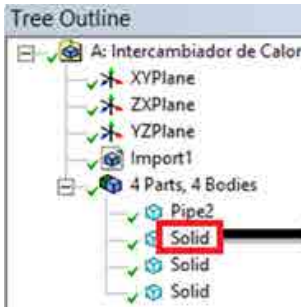 Tree Outline
A: Intercambiador de Calor
XYPlane
ZXPlane
YZPlane
Import1
4 Parts, 4 Bodies
Pipe2
Solid
Solid
Solid